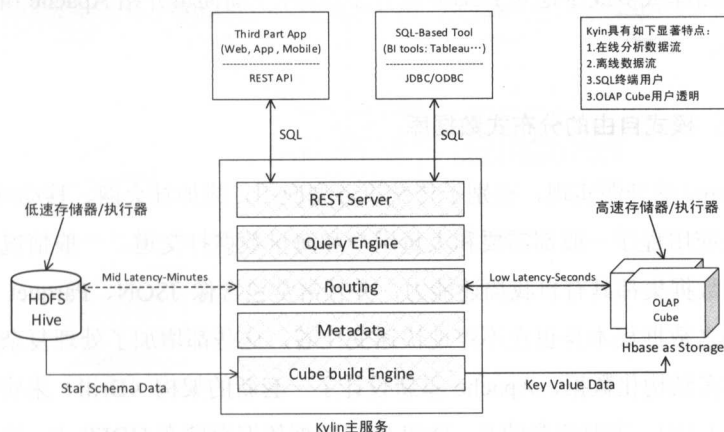 Third Part App
(Web, App , Mobile)
REST API
SQL-Based Tool
(BI tools: Tableau···)
JDBC/ODBC
Kyin具有如下显著特点：
1.在线分析数据流
2.离线数据流
3.SQL终端用户
3.OLAP Cube用户透明
SQL
SQL
低速存储器/执行器
高速存储器/执行器
REST Server
Query Engine
Mid Latency-Minutes
Routing
Low Latency-Seconds
HDFS
Hive
OLAP
Cube
Metadata
Hbase as Storage
Cube build Engine
Star Schema Data
Key Value Data
Kylin主服务